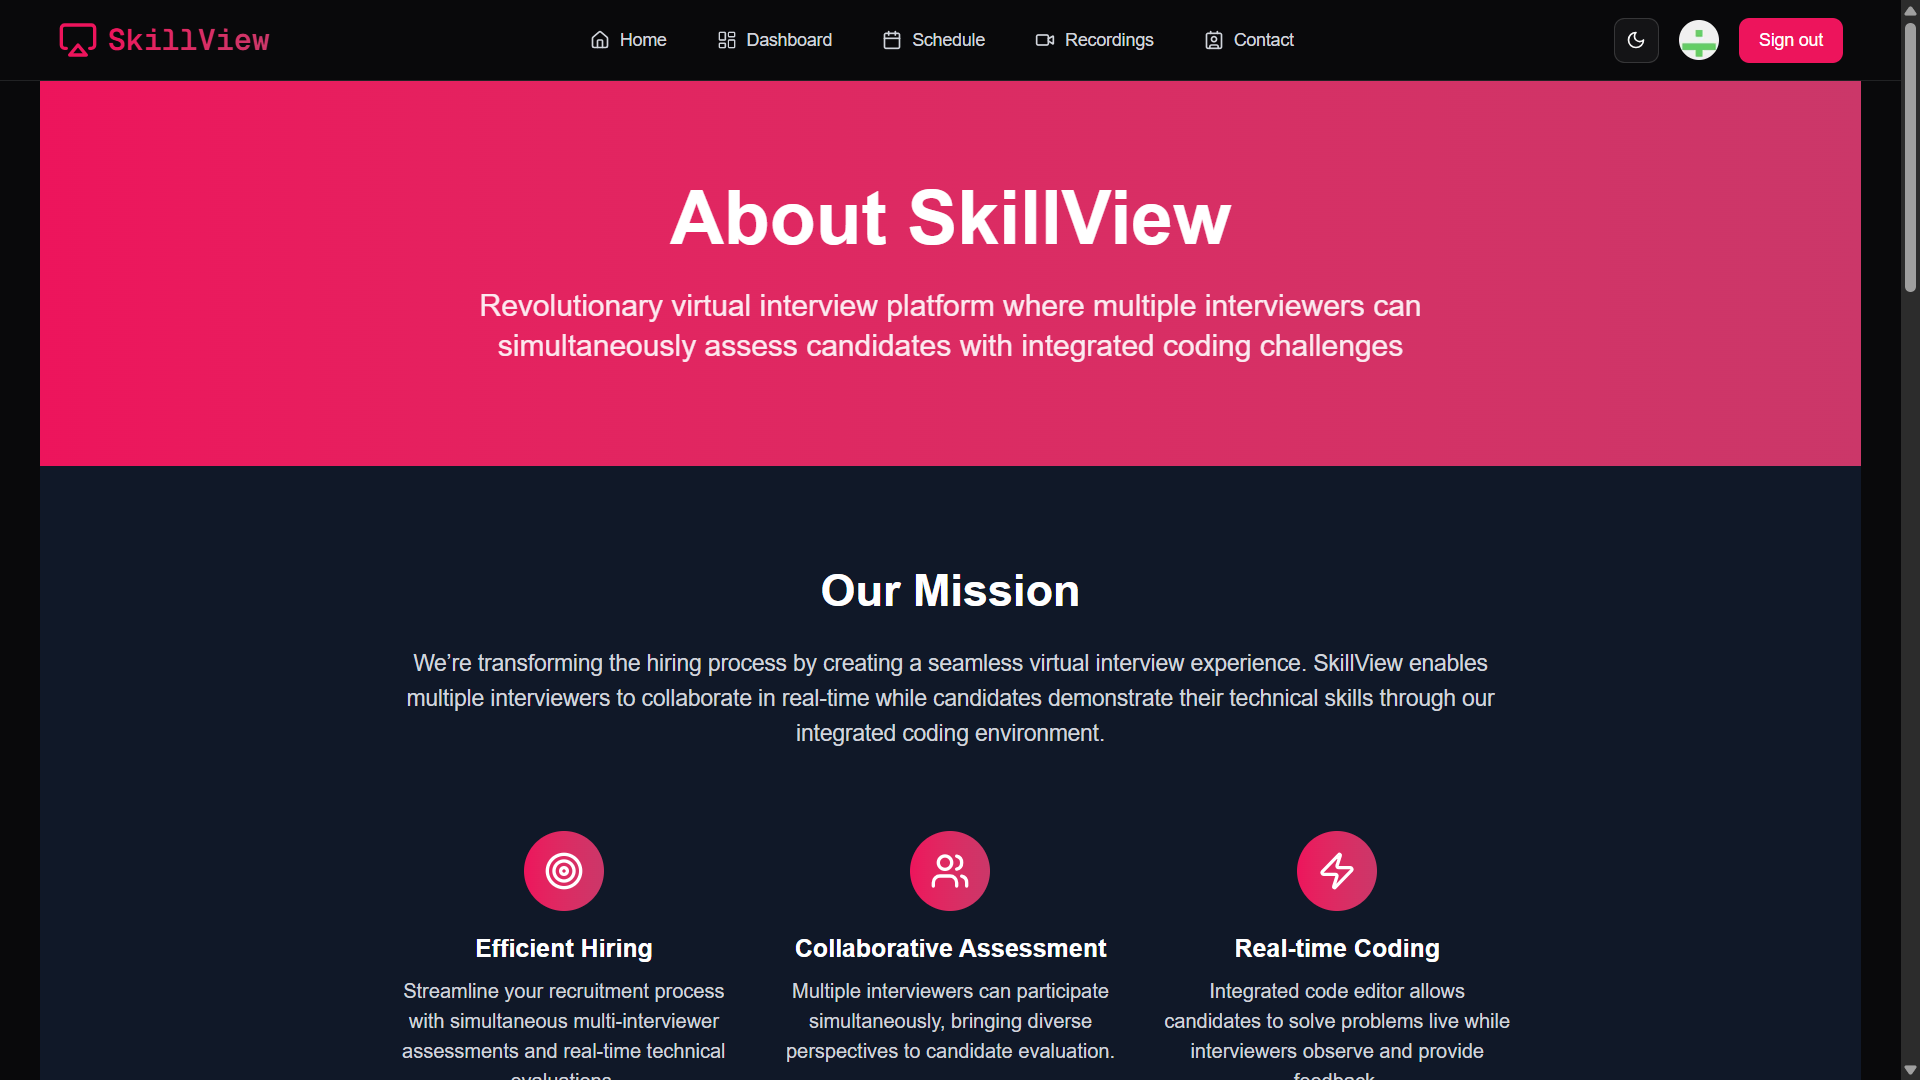 SkillView
Home
Dashboard
Schedule
Recordings
Contact
Sign out
About SkillView
Revolutionary virtual interview platform where multiple interviewers can
simultaneously assess candidates with integrated coding challenges
Our Mission
We’re transforming the hiring process by creating a seamless virtual interview experience. SkillView enables
multiple interviewers to collaborate in real-time while candidates demonstrate their technical skills through our
integrated coding environment.
Efficient Hiring
Streamline your recruitment process
with simultaneous multi-interviewer
assessments and real-time technical
evaluations.
Collaborative Assessment
Multiple interviewers can participate
simultaneously, bringing diverse
perspectives to candidate evaluation.
Real-time Coding
Integrated code editor allows
candidates to solve problems live while
interviewers observe and provide
feedback.